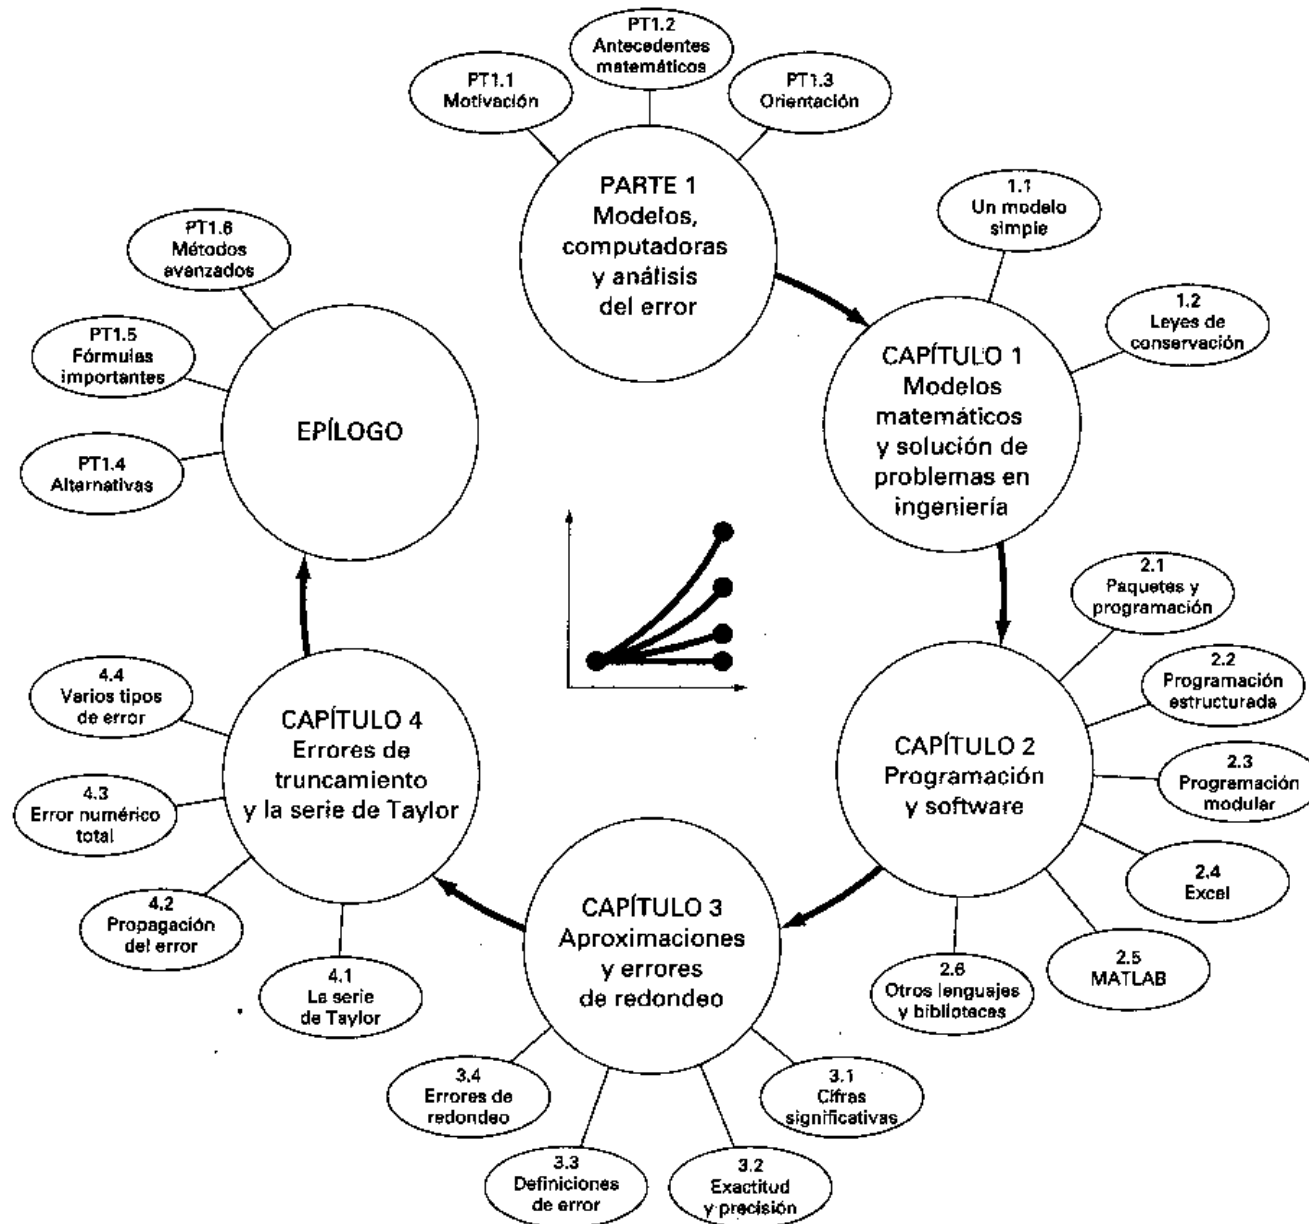 PT1.1
Motivación
PT1.2
Antecedentes
matemáticos
PT1.3
Orientación
PARTE 1
Modelos,
computadoras
y análisis
del error
1.1
Un modelo
simple
1.2
Leyes de
conservación
CAPÍTULO 1
Modelos
matemáticos
y solución de
problemas en
ingeniería
2.1
Paquetes y
programación
2.2
Programación
estructurada
2.3
Programación
modular
2.4
Excel
2.5
MATLAB
2.6
Otros lenguajes
y bibliotecas
CAPÍTULO 2
Programación
y software
CAPÍTULO 3
Aproximaciones
y errores
de redondeo
3.1
Cifras
significativas
3.2
Exactitud
y precisión
3.3
Definiciones
de error
3.4
Errores de
redondeo
CAPÍTULO 4
Errores de
truncamiento
y la serie de Taylor
4.1
La serie
de Taylor
4.2
Propagación
del error
4.3
Error numérico
total
4.4
Varios tipos
de error
EPÍLOGO
PT1.4
Alternativas
PT1.5
Fórmulas
importantes
PT1.6
Métodos
avanzados